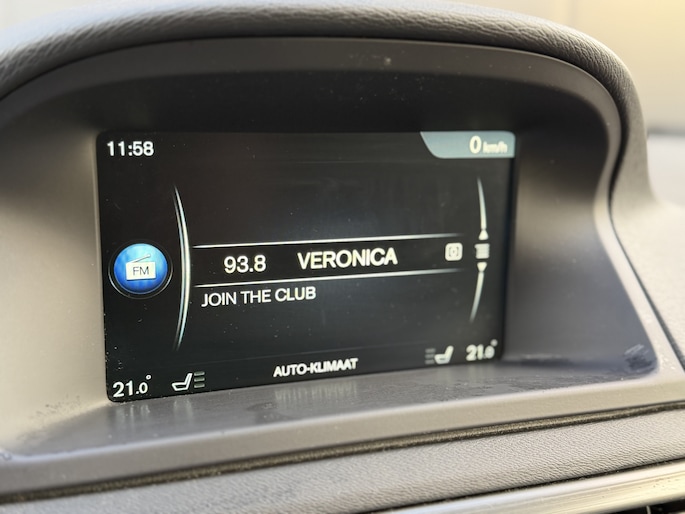 11:58
0 km/h
FM
93.8 VERONICA
JOIN THE CLUB
AUTO-KLIMAAT
21.0° 21.0°